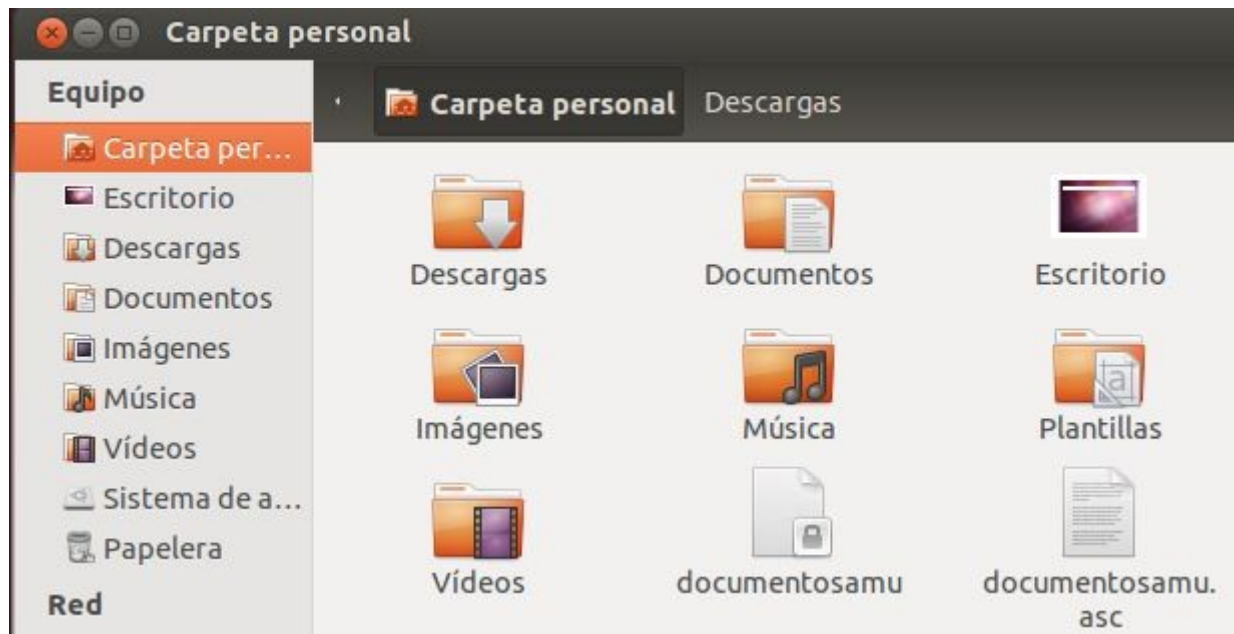 Carpeta personal
Equipo
Carpeta per...
Escritorio
Descargas
Documentos
Imágenes
Música
Vídeos
Sistema de a...
Papelera
Red
Carpeta personal Descargas
Descargas Documentos Escritorio
Imágenes Música Plantillas
a
Vídeos documentosamu documentosamu.
asc